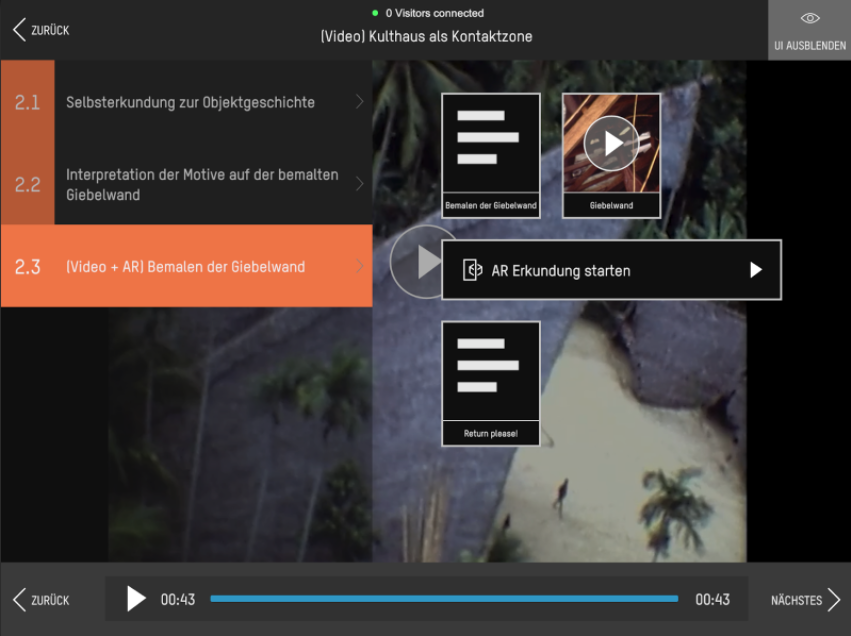 0 Visitors connected
ZURÜCK
(Video) Kulthaus als Kontaktzone
UI AUSBLENDEN
2.1 Selbsterkundung zur Objektgeschichte
2.2 Interpretation der Motive auf der bemalten
Giebelwand
2.3 (Video + AR) Bemalen der Giebelwand
Bemalen der Giebelwand
Giebelwand
AR Erkundung starten
Return please!
ZURÜCK
00:43
00:43
NÄCHSTES